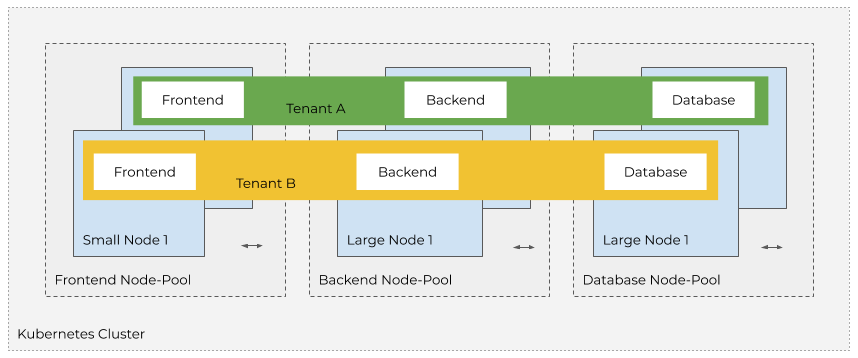 Frontend
Tenant A
Backend
Database
Frontend
Tenant B
Backend
Database
Small Node 1
Large Node 1
Large Node 1
Frontend Node-Pool
Backend Node-Pool
Database Node-Pool
Kubernetes Cluster